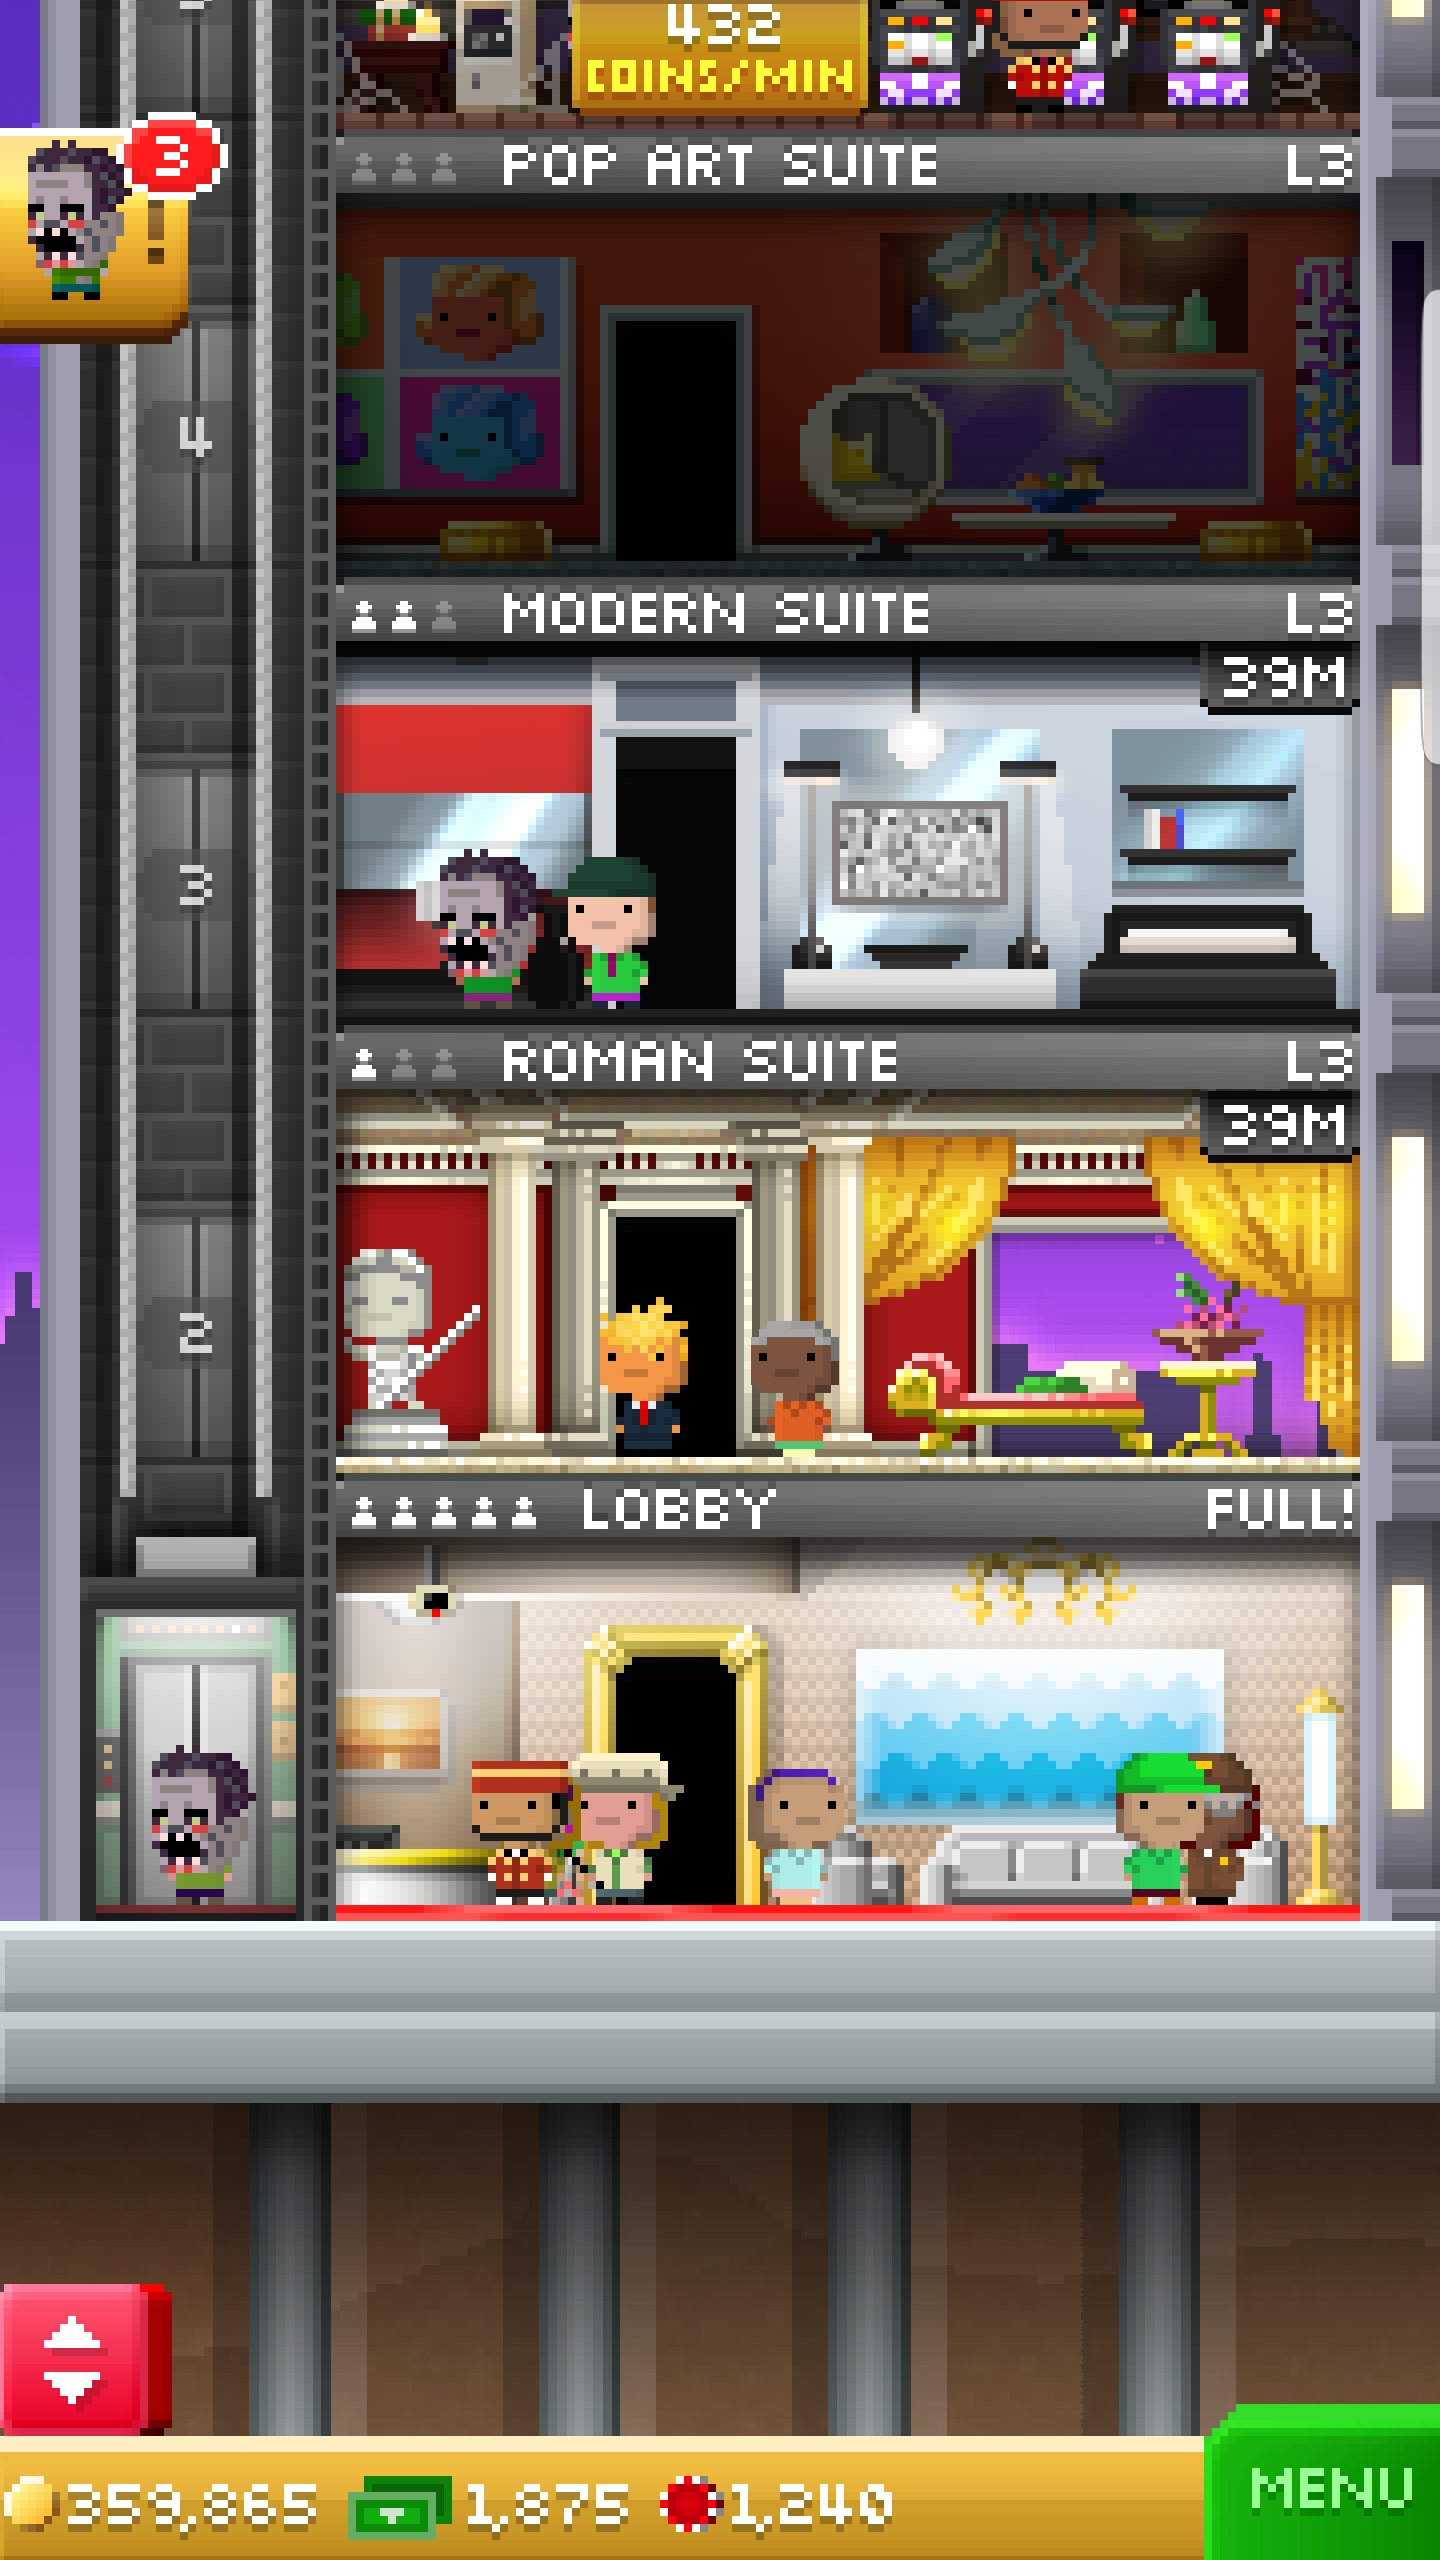 432
COINS/MIN
3
!
POP ART SUITE L3
4
MODERN SUITE L3
39M
3
ROMAN SUITE L3
39M
2
LOBBY FULL!
359,865 1,875 1,240
MENU